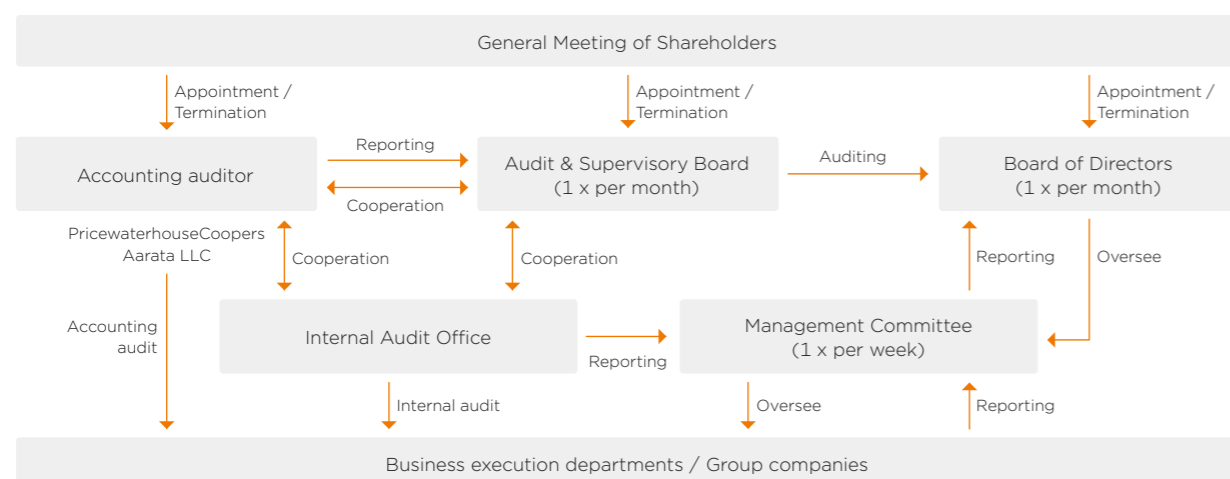 General Meeting of Shareholders
Appointment /
Termination
Appointment /
Termination
Appointment /
Termination
Accounting auditor
Reporting
Cooperation
Audit & Supervisory Board
(1 x per month)
Auditing
Board of Directors
(1 x per month)
PricewaterhouseCoopers
Aarata LLC
Cooperation
Cooperation
Reporting
Oversee
Accounting
audit
Internal Audit Office
Reporting
Management Committee
(1 x per week)
Internal audit
Oversee
Reporting
Business execution departments / Group companies